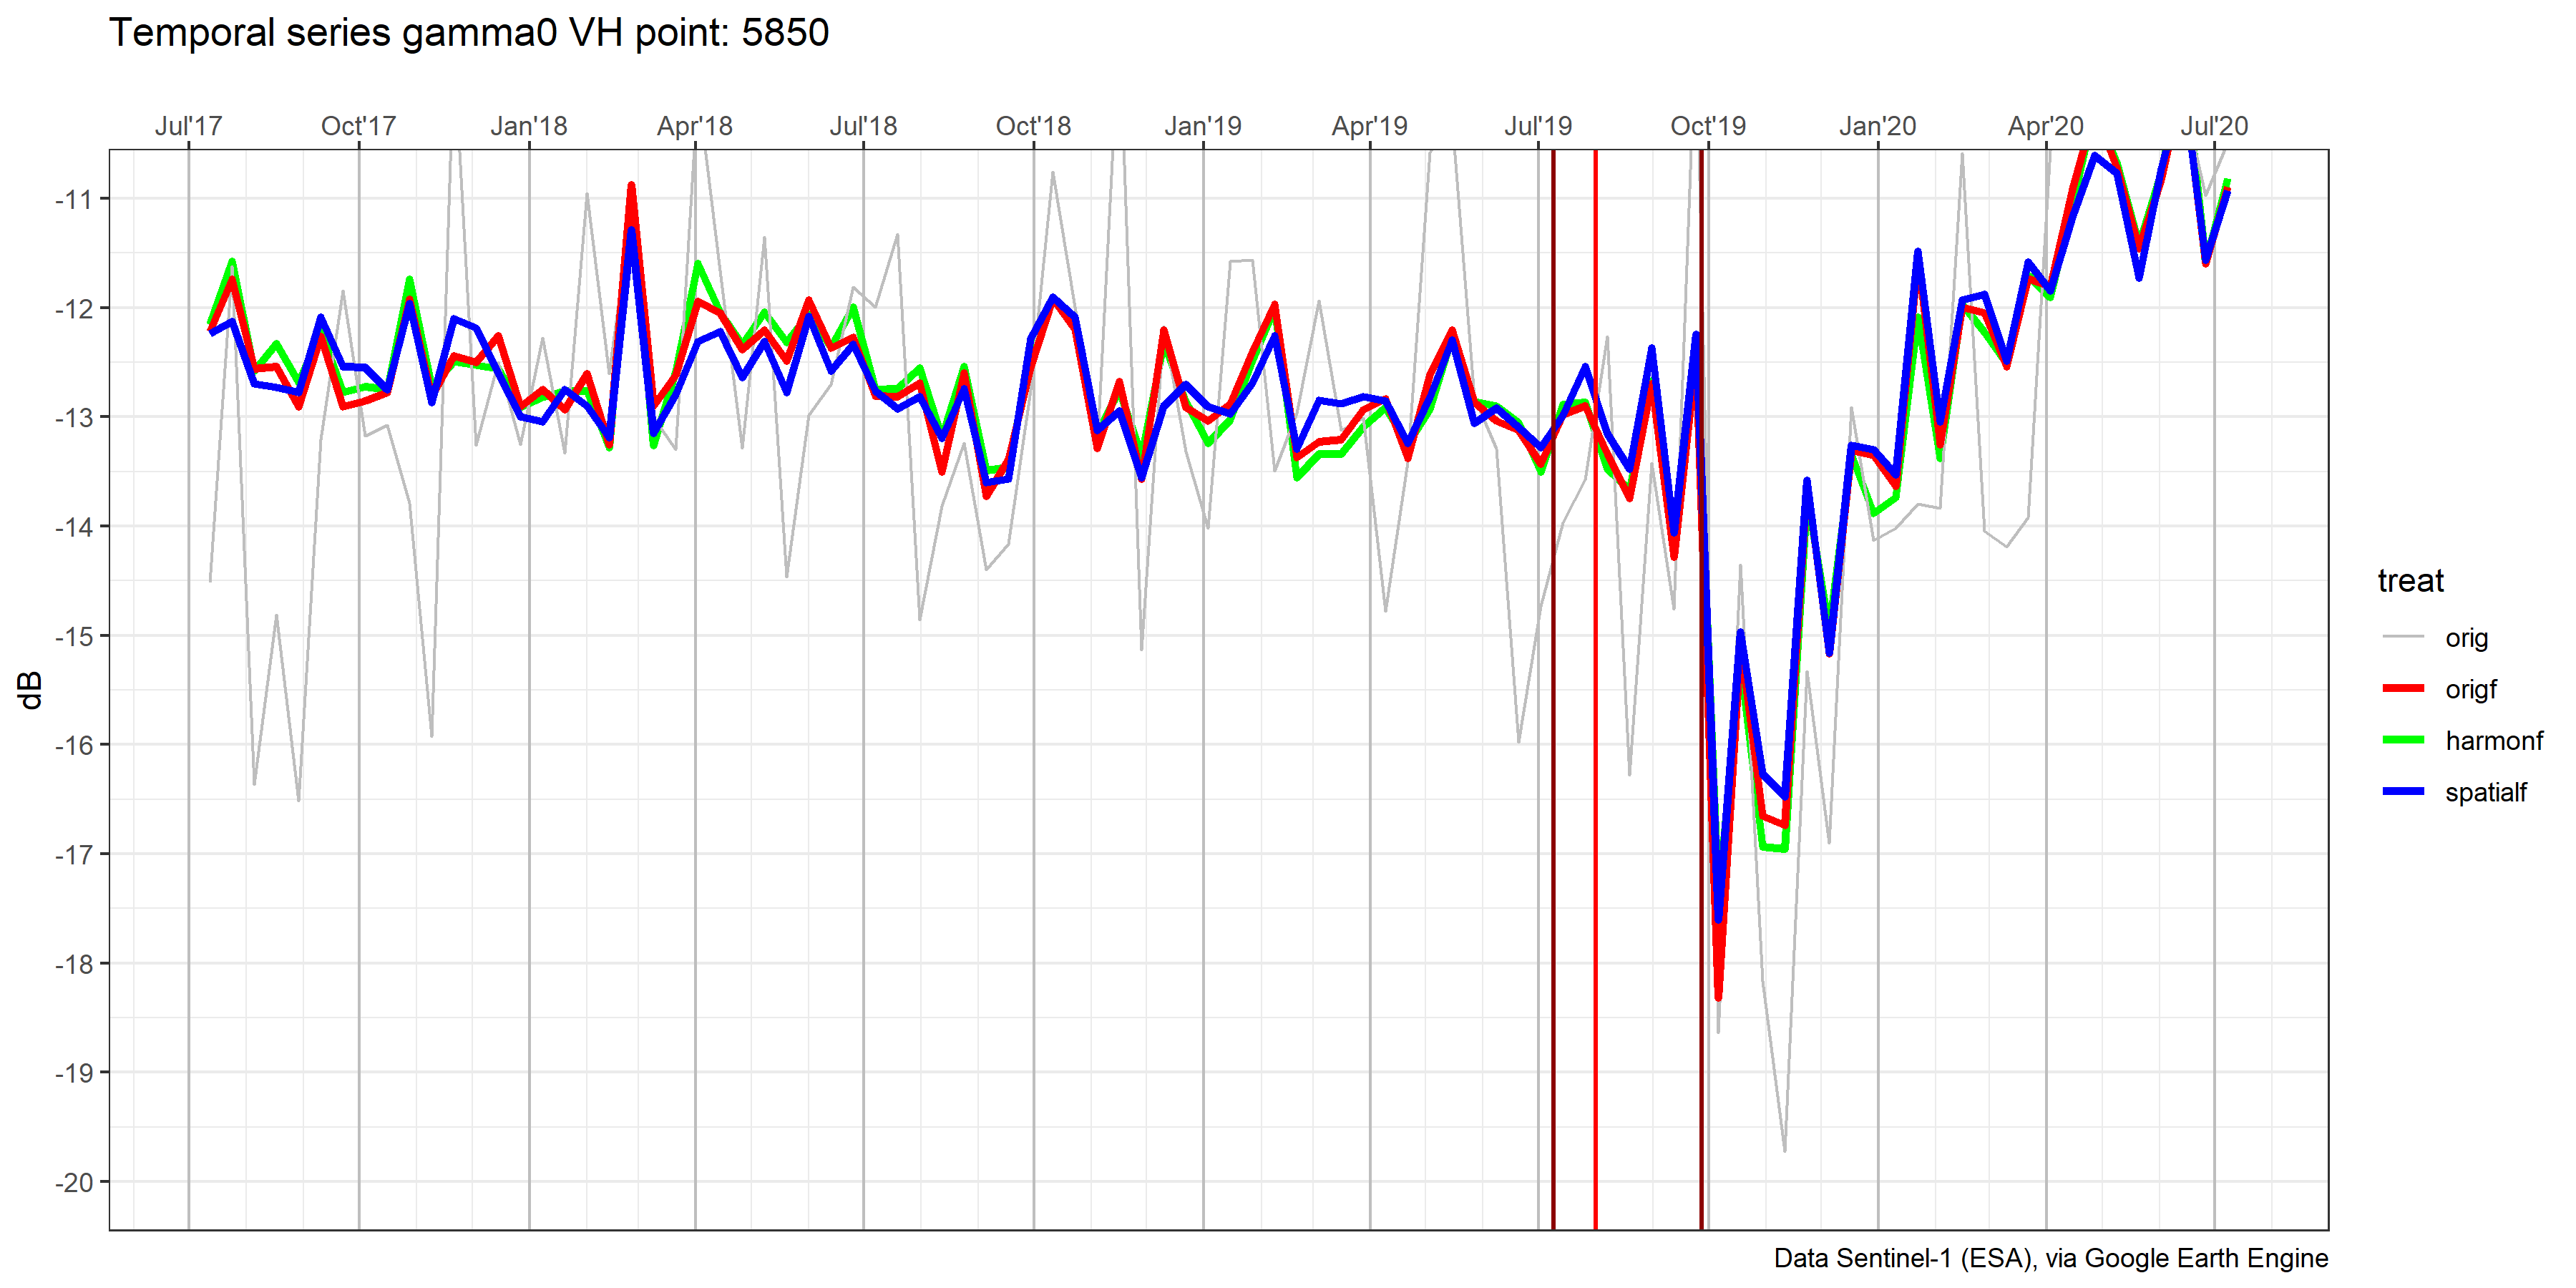 Temporal series gamma0 VH point: 5850
Jul'17 Oct'17 Jan'18 Apr'18 Jul'18 Oct'18 Jan'19 Apr'19 Jul'19 Oct'19 Jan'20 Apr'20 Jul'20
-11
-12
-13
-14
-15
-16
-17
-18
-19
-20
dB
treat
orig
origf
harmonf
spatialf
Data Sentinel-1 (ESA), via Google Earth Engine